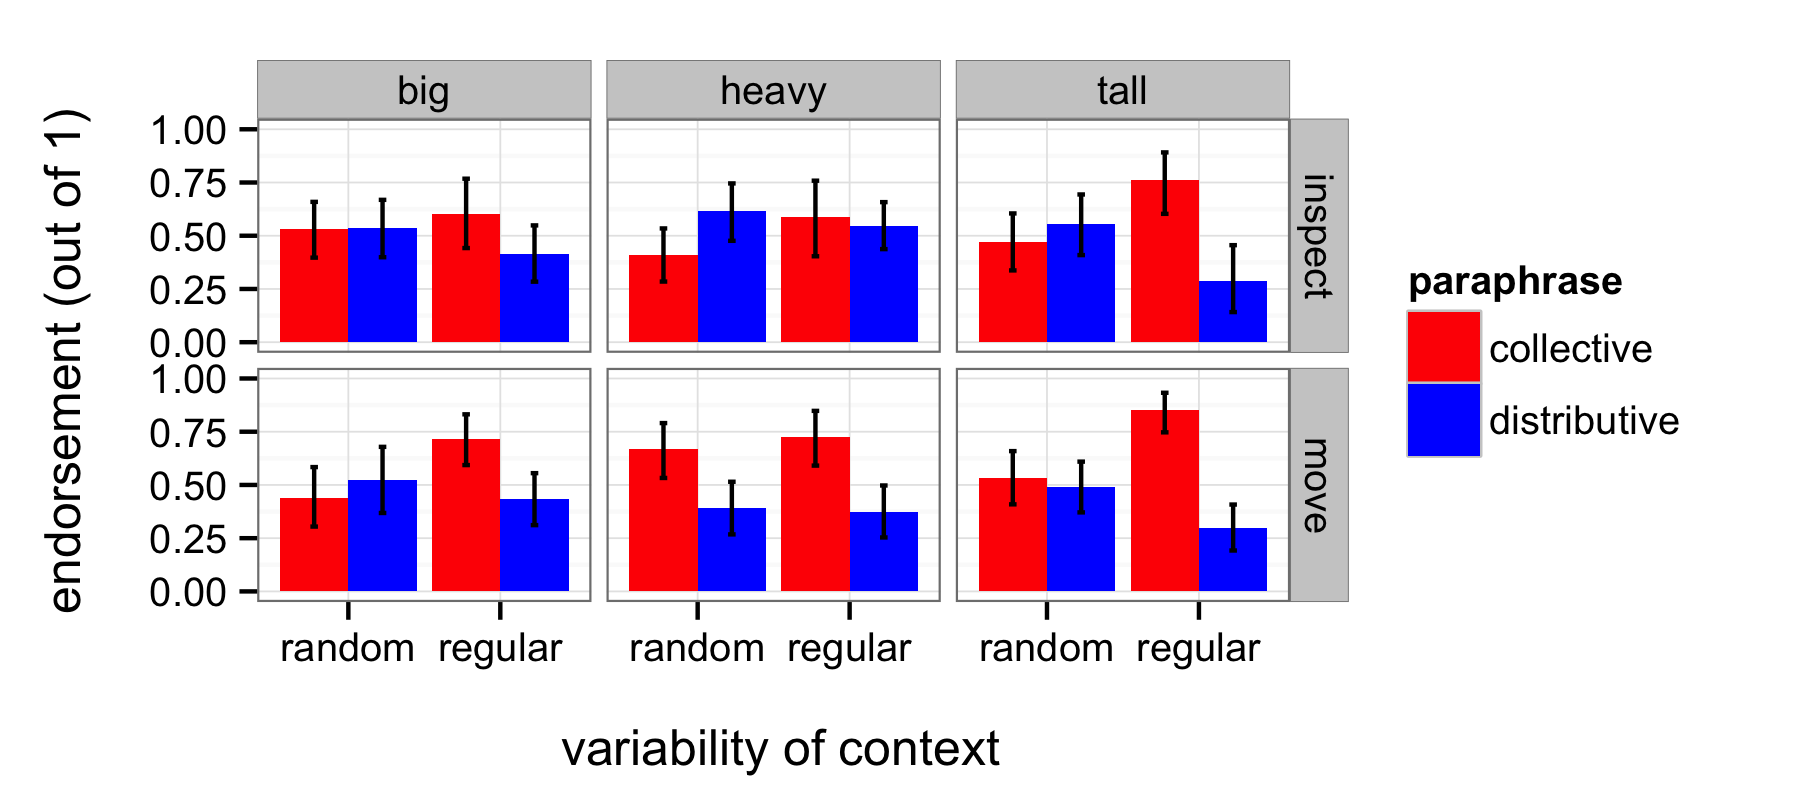 big heavy tall
endorsement (out of 1)
1.00
0.75
0.50
0.25
0.00
inspect
1.00
0.75
0.50
0.25
0.00
move
random regular random regular random regular
variability of context
paraphrase
collective
distributive